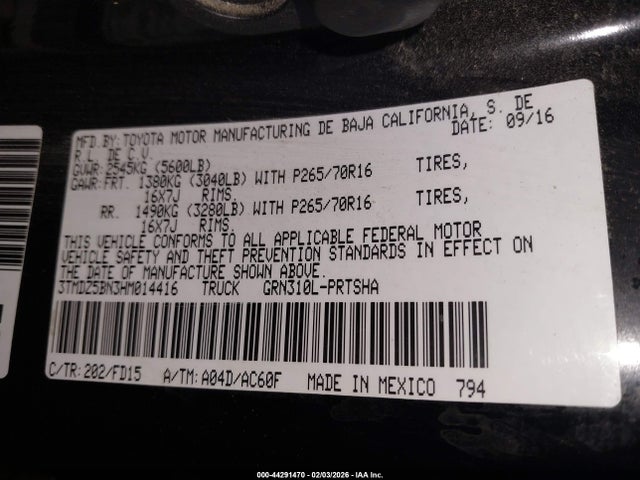 MFD.BY:TOYOTA MOTOR MANUFACTURING DE BAJA CALIFORNIA, S. DE
R.L. DE C.V. DATE: 09/16
GVWR:2545KG (5600LB)
GAWR:FRT. 1380KG (3040LB) WITH P265/70R16 TIRES,
16X7J RIMS,
RR. 1490KG (3280LB) WITH P265/70R16 TIRES,
16X7J RIMS.
THIS VEHICLE CONFORMS TO ALL APPLICABLE FEDERAL MOTOR
VEHICLE SAFETY AND THEFT PREVENTION STANDARDS IN EFFECT ON
THE DATE OF MANUFACTURE SHOWN ABOVE.
3TMDZ5BN3HM014416 TRUCK GRN310L-PRTSHA
C/TR:202/FD15 A/TM:A04D/AC60F MADE IN MEXICO 794
000-44291470 - 02/03/2026 - IAA Inc.